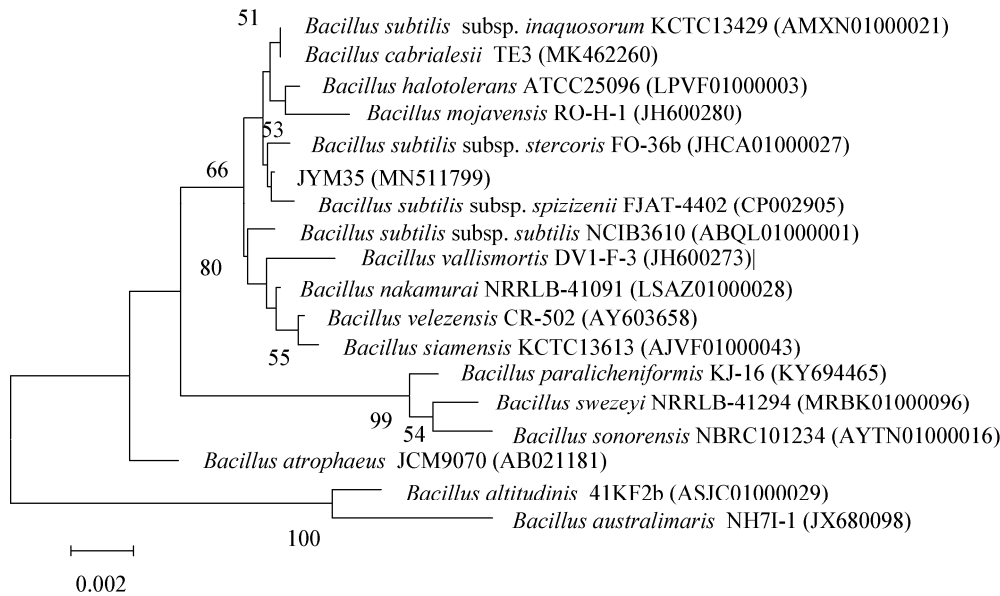 51
Bacillus subtilis subsp. inaquosorum KCTC13429 (AMXN01000021)
Bacillus cabrialesii TE3 (MK462260)
Bacillus halotolerans ATCC25096 (LPVF01000003)
Bacillus mojavensis RO-H-1 (JH600280)
53
Bacillus subtilis subsp. stercoris FO-36b (JHCA01000027)
66
JYM35 (MN511799)
Bacillus subtilis subsp. spizizenii FJAT-4402 (CP002905)
Bacillus subtilis subsp. subtilis NCIB3610 (ABQL01000001)
Bacillus vallismortis DV1-F-3 (JH600273)|
80
Bacillus nakamurai NRRLB-41091 (LSAZ01000028)
Bacillus velezensis CR-502 (AY603658)
Bacillus siamensis KCTC13613 (AJVF01000043)
55
Bacillus paralicheniformis KJ-16 (KY694465)
Bacillus swezeyi NRRLB-41294 (MRBK01000096)
99
54
Bacillus sonorensis NBRC101234 (AYTN01000016)
Bacillus atrophaeus JCM9070 (AB021181)
Bacillus altitudinis 41KF2b (ASJC01000029)
Bacillus australimaris NH7I-1 (JX680098)
100
0.002